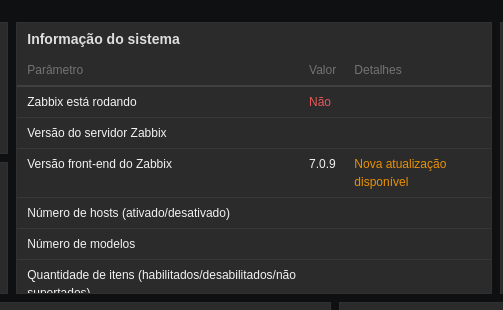 Informação do sistema
Parâmetro Valor Detalhes
Zabbix está rodando Não
Versão do servidor Zabbix
Versão front-end do Zabbix 7.0.9 Nova atualização
disponível
Número de hosts (ativado/desativado)
Número de modelos
Quantidade de itens (habilitados/desabilitados/não
suportados)